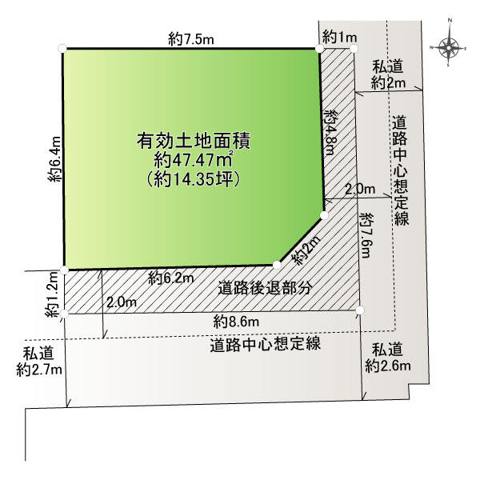 N
約7.5m
約1m
私道
約2m
約6.4m
有効土地面積
約47.47㎡
(約14.35坪)
約4.8m
道路中心想定線
2.0m
約7.6m
約2m
約6.2m
約1.2m
2.0m
道路後退部分
約8.6m
道路中心想定線
私道
約2.7m
私道
約2.6m